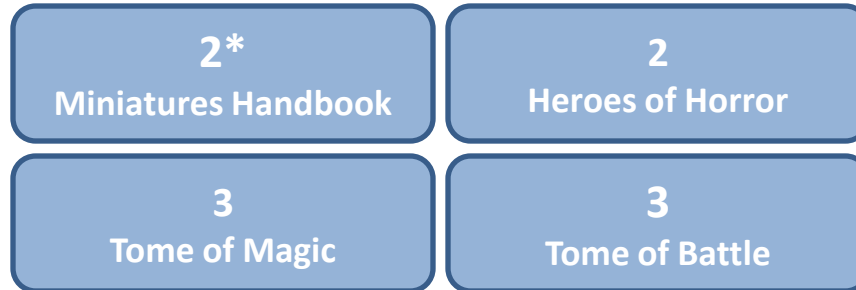 2*
Miniatures Handbook
2
Heroes of Horror
3
Tome of Magic
3
Tome of Battle